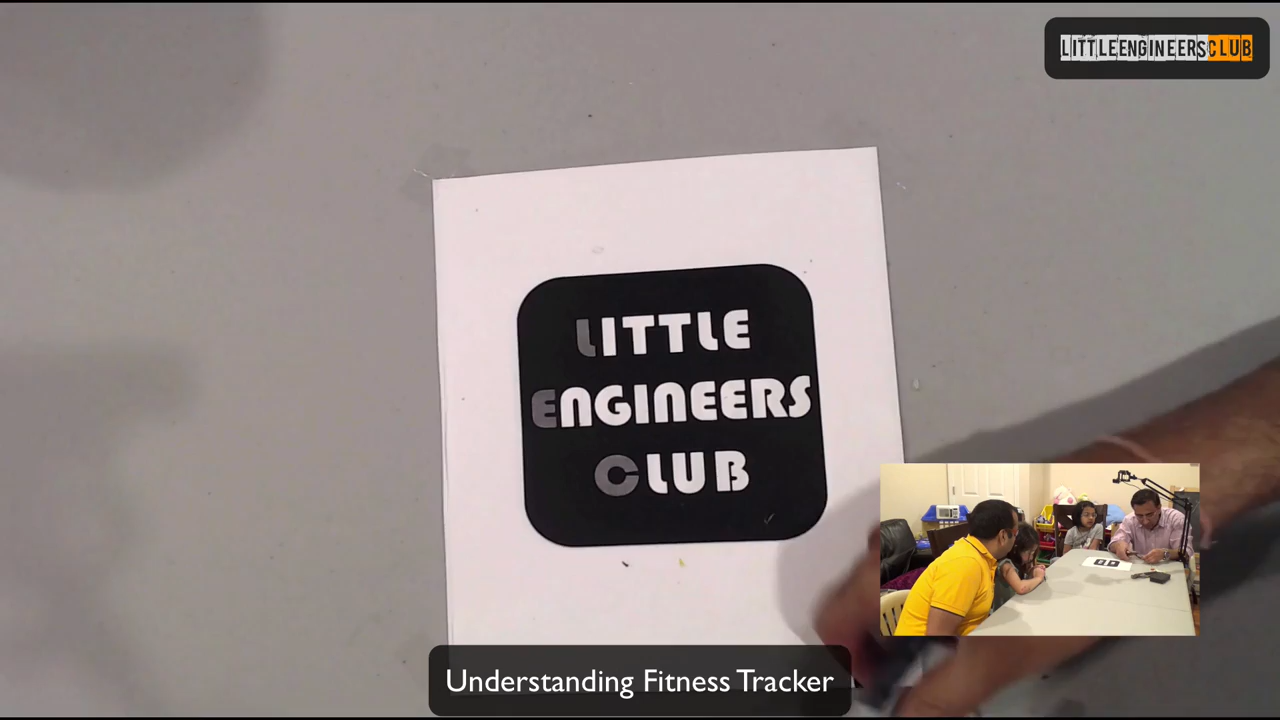 LITTLEENGINEERSCLUB
LITTLE
ENGINEERS
CLUB
Understanding Fitness Tracker